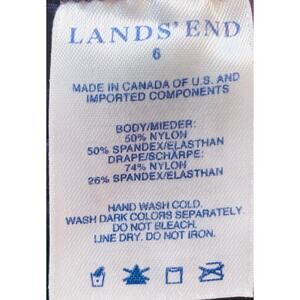 LANDS' END
6
MADE IN CANADA OF U.S. AND
IMPORTED COMPONENTS
BODY/MIEDER:
50% NYLON
50% SPANDEX/ELASTHAN
DRAPE/SCHÄRPE:
74% NYLON
26% SPANDEX/ELASTHAN
HAND WASH COLD.
WASH DARK COLORS SEPARATELY.
DO NOT BLEACH.
LINE DRY. DO NOT IRON.